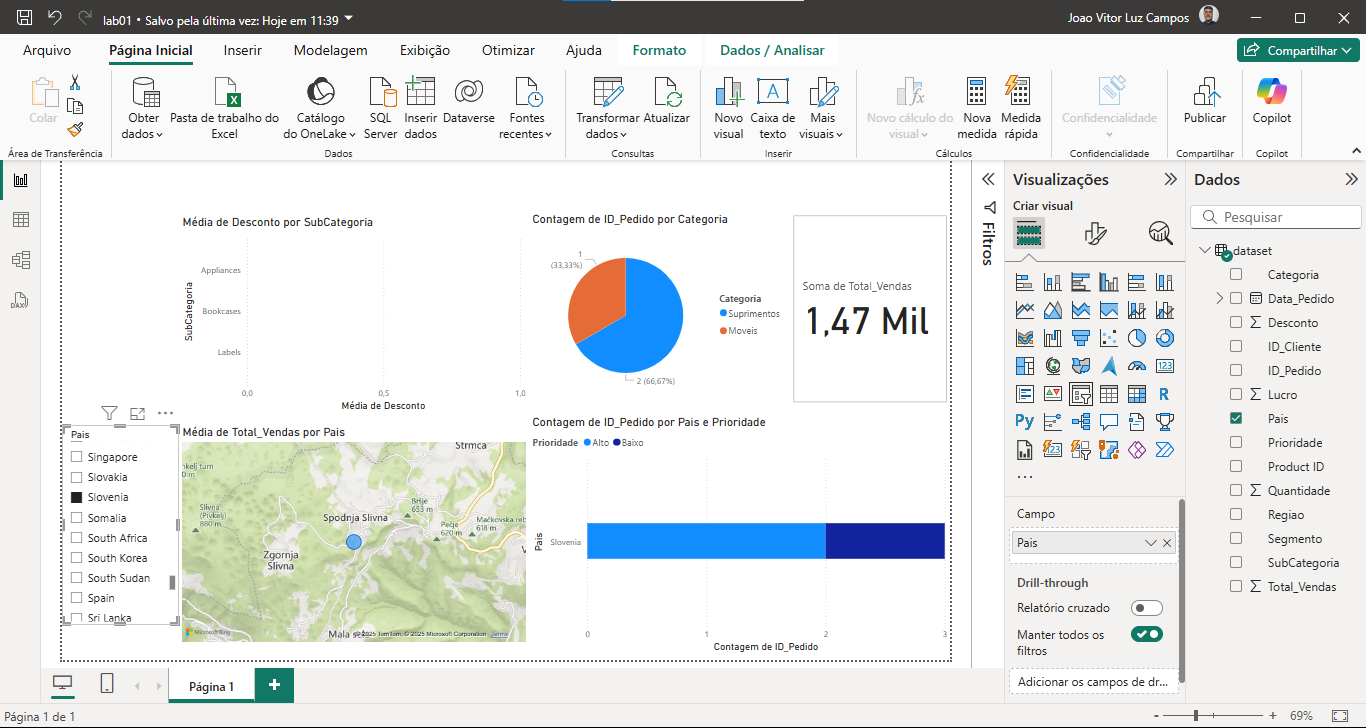 lab01 • Salvo pela última vez: Hoje em 11:39
Joao Vitor Luz Campos
Arquivo
Página Inicial
Inserir
Modelagem
Exibição
Otimizar
Ajuda
Formato
Dados / Analisar
Compartilhar
Colar
Obter dados
Pasta de trabalho do Excel
Catálogo do OneLake
SQL Server
Inserir dados
Dataverse
Fontes recentes
Transformar dados
Atualizar
Novo visual
Caixa de texto
Mais visuais
Novo cálculo do visual
Nova medida
Medida rápida
Confidencialidade
Publicar
Copilot
Área de Transferência
Dados
Consultas
Inserir
Cálculos
Confidencialidade
Compartilhar
Copilot
Média de Desconto por SubCategoria
SubCategoria
Appliances
Bookcases
Labels
0,0
0,5
1,0
Média de Desconto
Contagem de ID_Pedido por Categoria
1
(33,33%)
2 (66,67%)
Categoria
Suprimentos
Moveis
Soma de Total_Vendas
1,47 Mil
Pais
Singapore
Slovakia
Slovenia
Somalia
South Africa
South Korea
South Sudan
Spain
Sri Lanka
Média de Total_Vendas por Pais
Strmca
Slivna
(Pivkelj)
880 m
Spodnja Slivna
Bršje
653 m
Pečje
620 m
Mačkovska reb
618 m
Zgornja
Slivna
Microsoft Bing
© 2025 TomTom, © 2025 Microsoft Corporation
Terms
Contagem de ID_Pedido por Pais e Prioridade
Prioridade
Alto
Baixo
Pais
Slovenia
0
1
2
3
Contagem de ID_Pedido
Filtros
Visualizações
Criar visual
Campo
Pais
Drill-through
Relatório cruzado
Manter todos os
filtros
Adicionar os campos de dr...
Dados
Pesquisar
dataset
Categoria
Data_Pedido
Desconto
ID_Cliente
ID_Pedido
Lucro
Pais
Prioridade
Product ID
Quantidade
Regiao
Segmento
SubCategoria
Total_Vendas
Página 1
Página 1 de 1
69%